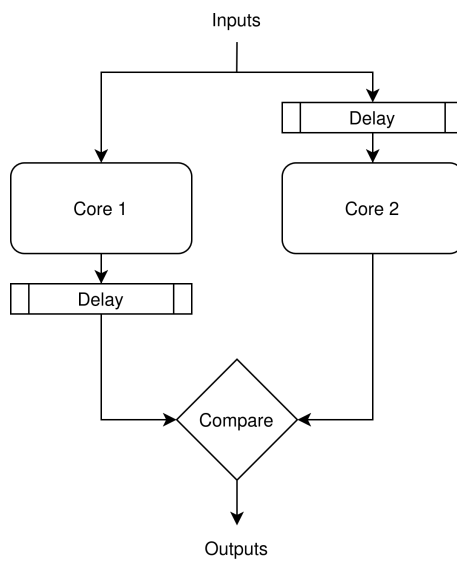 Inputs
Delay
Core 1
Core 2
Delay
Compare
Outputs